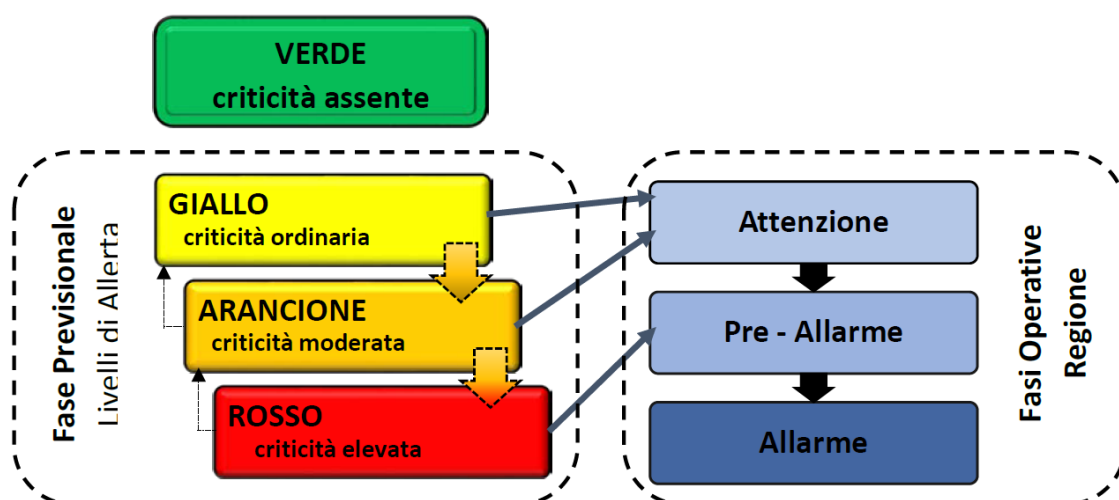 VERDE
criticità assente
Fase Previsionale
Livelli di Allerta
GIALLO
criticità ordinaria
ARANCIONE
criticità moderata
ROSSO
criticità elevata
Attenzione
Pre - Allarme
Allarme
Fasi Operative
Regione